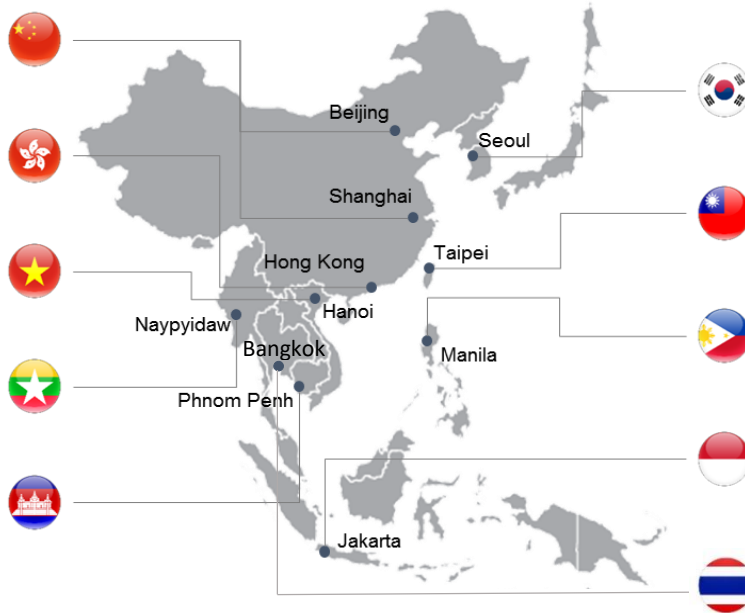 Beijing
Seoul
Shanghai
Taipei
Hong Kong
Hanoi
Naypyidaw
Bangkok
Manila
Phnom Penh
Jakarta